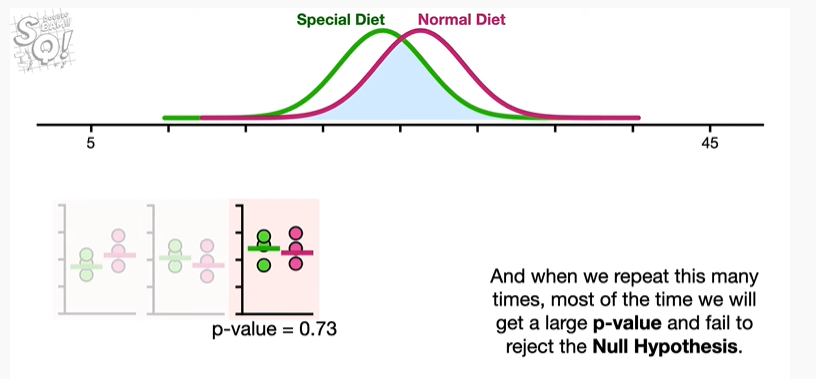 Special Diet
Normal Diet
5
45
p-value = 0.73
And when we repeat this many
times, most of the time we will
get a large p-value and fail to
reject the Null Hypothesis.